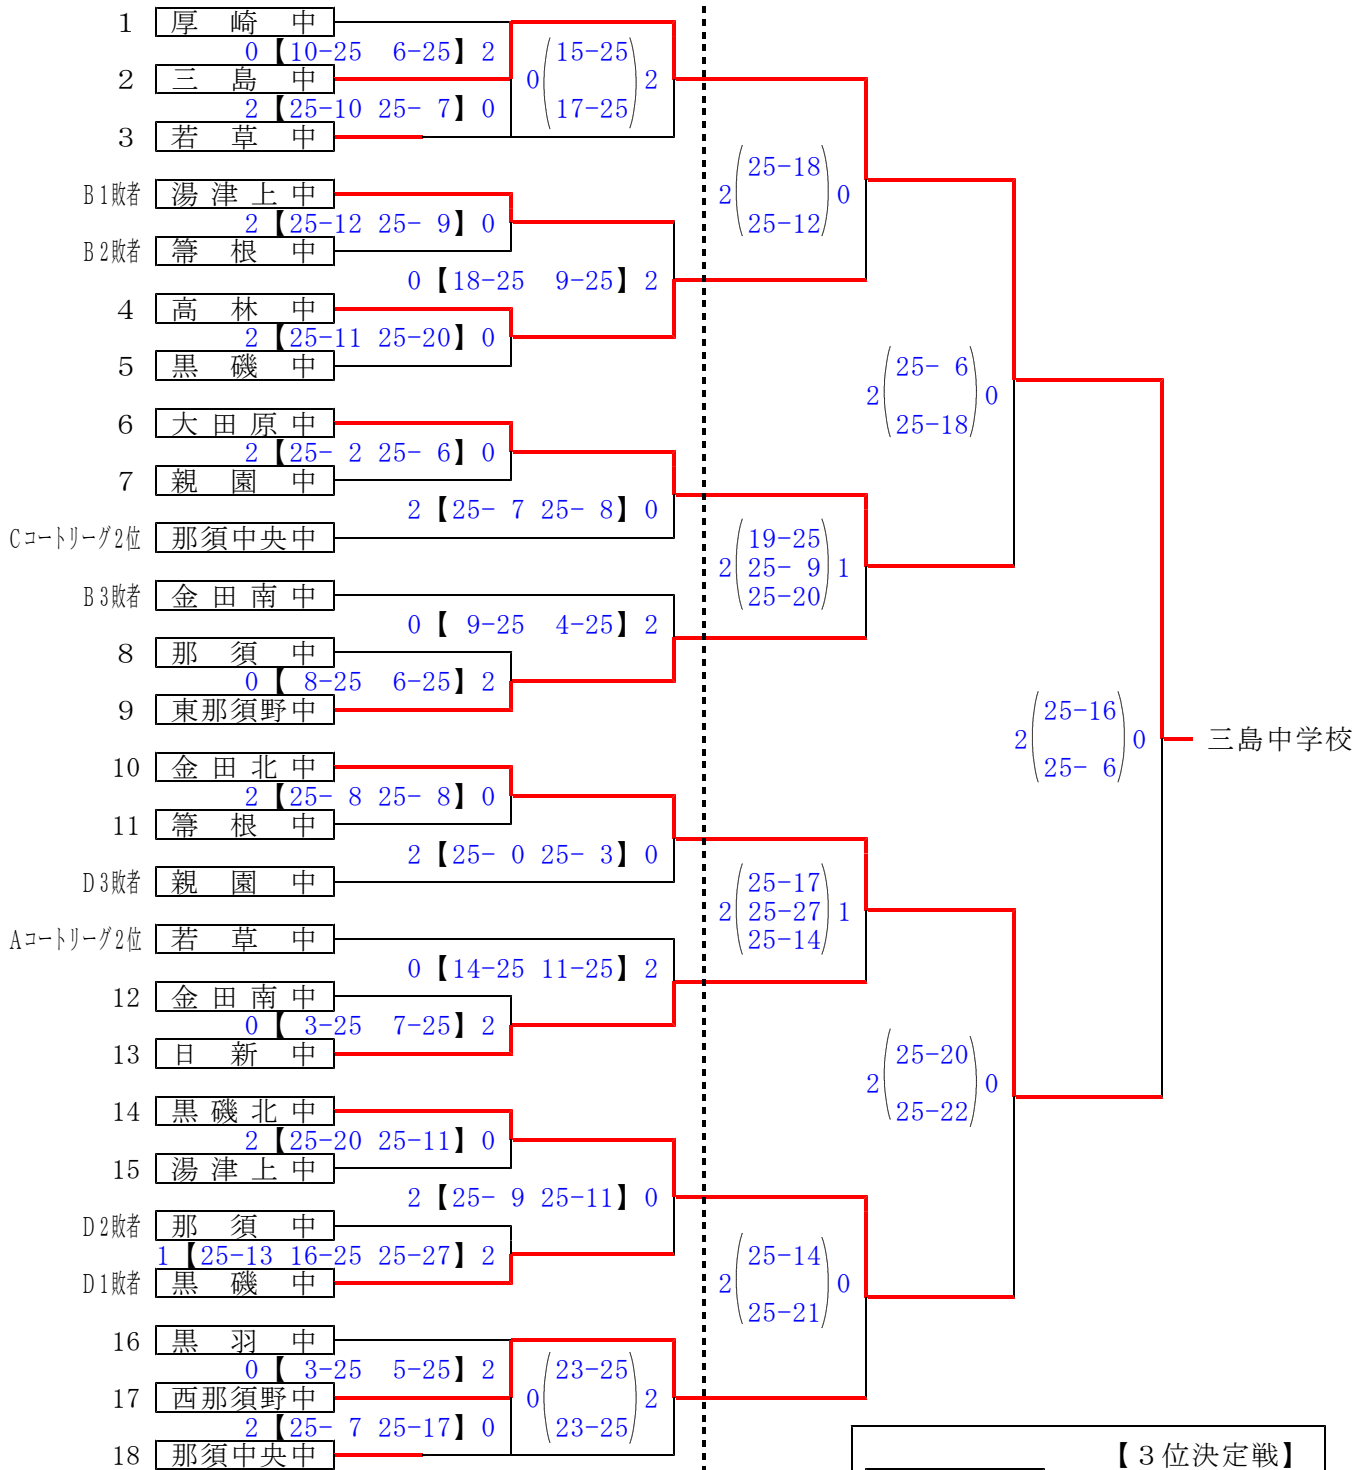 1 厚崎中
0【10-25 6-25】2
0(15-25 17-25)2
2 三島中
2【25-10 25- 7】0
3 若草中
2(25-18 25-12)0
B1敗者 湯津上中
2【25-12 25- 9】0
B2敗者 箒根中
0【18-25 9-25】2
4 高林中
2【25-11 25-20】0
5 黒磯中
2(25- 6 25-18)0
6 大田原中
2【25- 2 25- 6】0
7 親園中
2【25- 7 25- 8】0
Cコートリーグ2位 那須中央中
2(19-25 25- 9 25-20)1
B3敗者 金田南中
0【 9-25 4-25】2
8 那須中
0【 8-25 6-25】2
9 東那須野中
2(25-16 25- 6)0
三島中学校
10 金田北中
2【25- 8 25- 8】0
11 箒根中
2【25- 0 25- 3】0
D3敗者 親園中
2(25-17 25-27 25-14)1
Aコートリーグ2位 若草中
0【14-25 11-25】2
12 金田南中
0【 3-25 7-25】2
13 日新中
2(25-20 25-22)0
14 黒磯北中
2【25-20 25-11】0
15 湯津上中
2【25- 9 25-11】0
D2敗者 那須中
1【25-13 16-25 25-27】2
D1敗者 黒磯中
2(25-14 25-21)0
16 黒羽中
0【 3-25 5-25】2
0(23-25 23-25)2
17 西那須野中
2【25- 7 25-17】0
18 那須中央中
【３位決定戦】